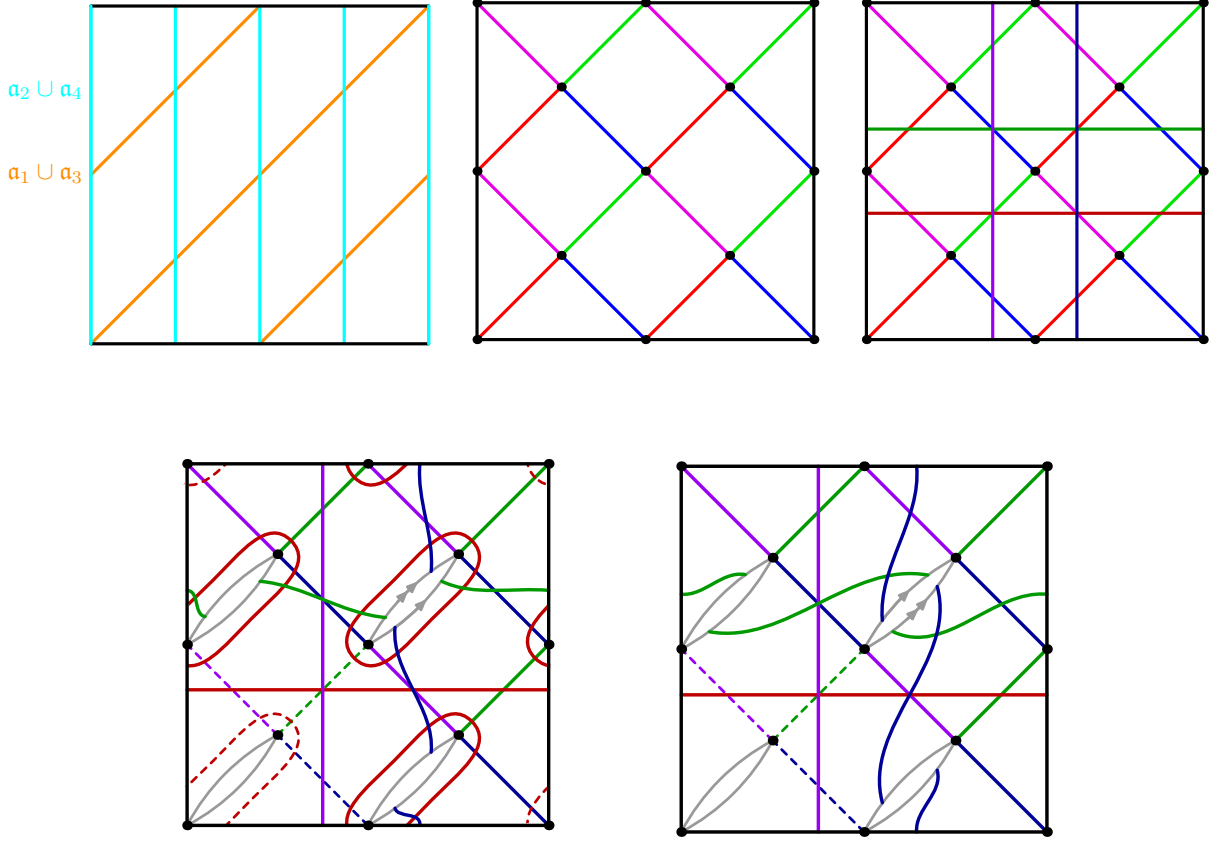 𝔞₂ ∪ 𝔞₄
𝔞₁ ∪ 𝔞₃